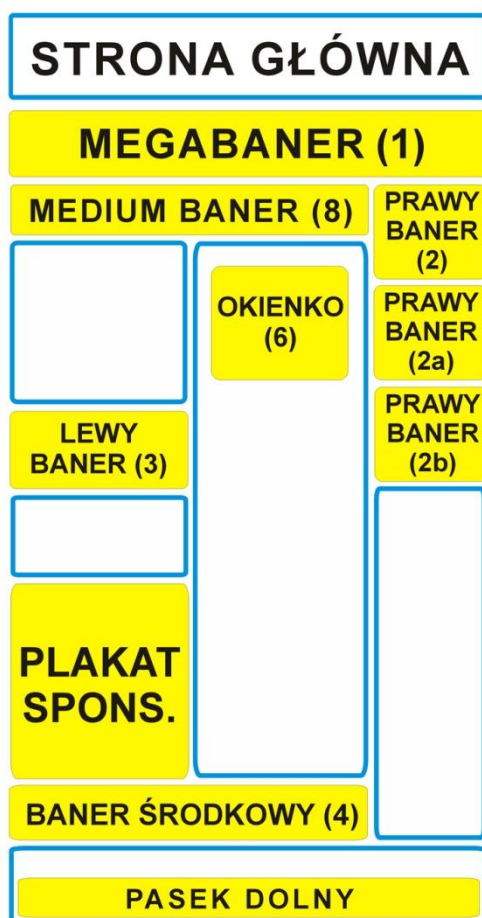 STRONA GŁÓWNA
MEGABANER (1)
MEDIUM BANER (8)
PRAWY
BANER
(2)
OKIENKO
(6)
PRAWY
BANER
(2a)
LEWY
BANER (3)
PRAWY
BANER
(2b)
PLAKAT
SPONS.
BANER ŚRODKOWY (4)
PASEK DOLNY